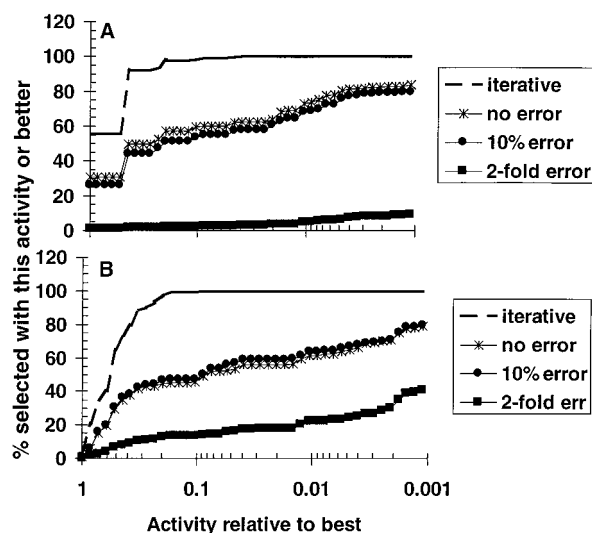 120
100
80
60
40
20
0
A
iterative
no error
10% error
2-fold error
% selected with this activity or better
120
100
80
60
40
20
0
B
iterative
no error
10% error
2-fold err
1
0.1
0.01
0.001
Activity relative to best